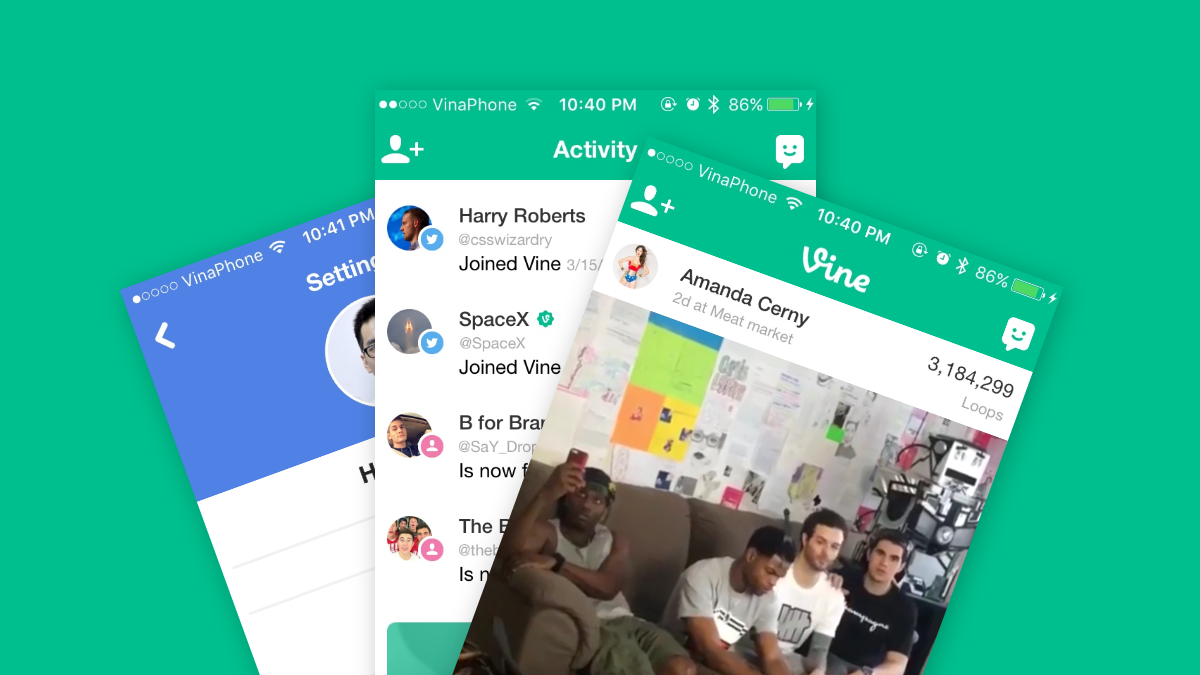 VinaPhone 10:41 PM
Setting
VinaPhone 10:40 PM 86%
Activity
Harry Roberts
@csswizardry
Joined Vine 3/15/
SpaceX
@SpaceX
Joined Vine
B for Bran
@SaY_Drop
Is now f
The
@theb
Is n
VinaPhone 10:40 PM 86%
Vine
Amanda Cerny
2d at Meat market
3,184,299
Loops